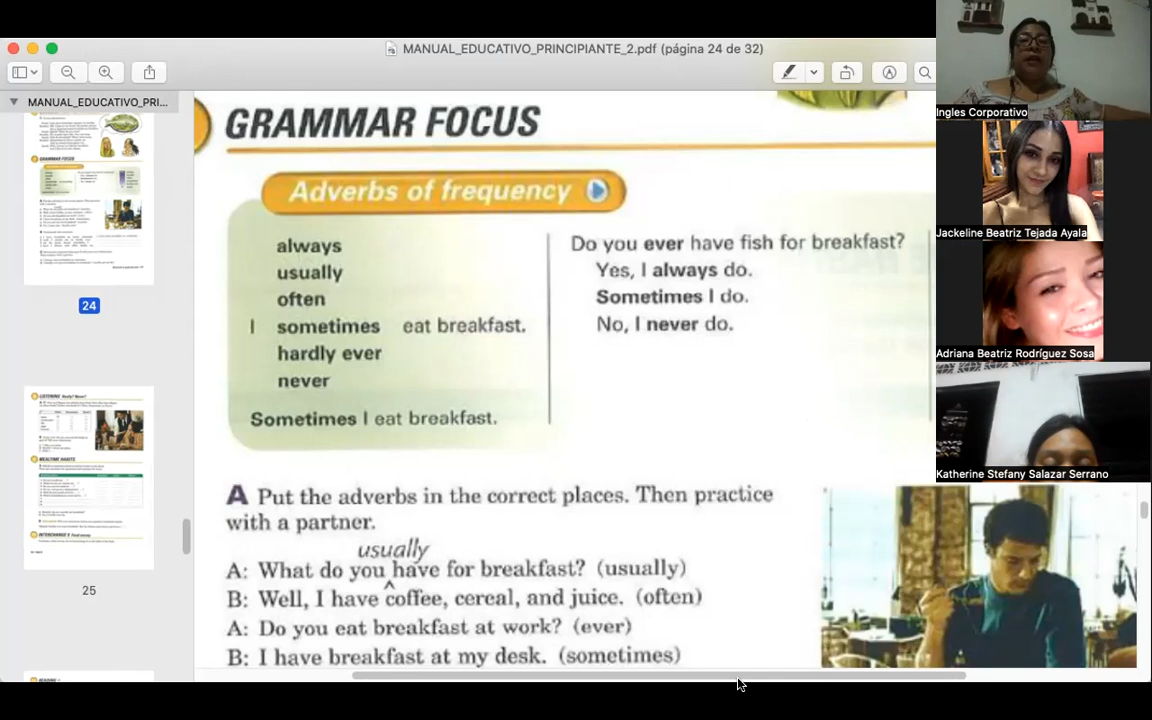 MANUAL_EDUCATIVO_PRINCIPIANTE_2.pdf (página 24 de 32)
MANUAL_EDUCATIVO_PRI...
24
25
GRAMMAR FOCUS
Adverbs of frequency
always
usually
often
I sometimes eat breakfast.
hardly ever
never
Sometimes I eat breakfast.
Do you ever have fish for breakfast?
Yes, I always do.
Sometimes I do.
No, I never do.
A Put the adverbs in the correct places. Then practice
with a partner.
usually
A: What do you have for breakfast? (usually)
B: Well, I have coffee, cereal, and juice. (often)
A: Do you eat breakfast at work? (ever)
B: I have breakfast at my desk. (sometimes)
Ingles Corporativo
Jackeline Beatriz Tejada Ayala
Adriana Beatriz Rodríguez Sosa
Katherine Stefany Salazar Serrano